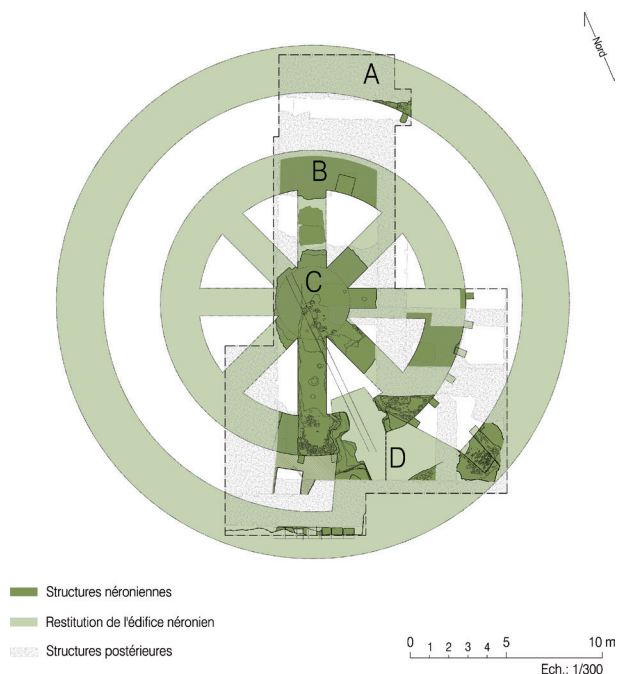 Nord
A
B
C
D
Structures néroniennes
Restitution de l'édifice néronien
Structures postérieures
0 1 2 3 4 5 10 m
Ech.: 1/300